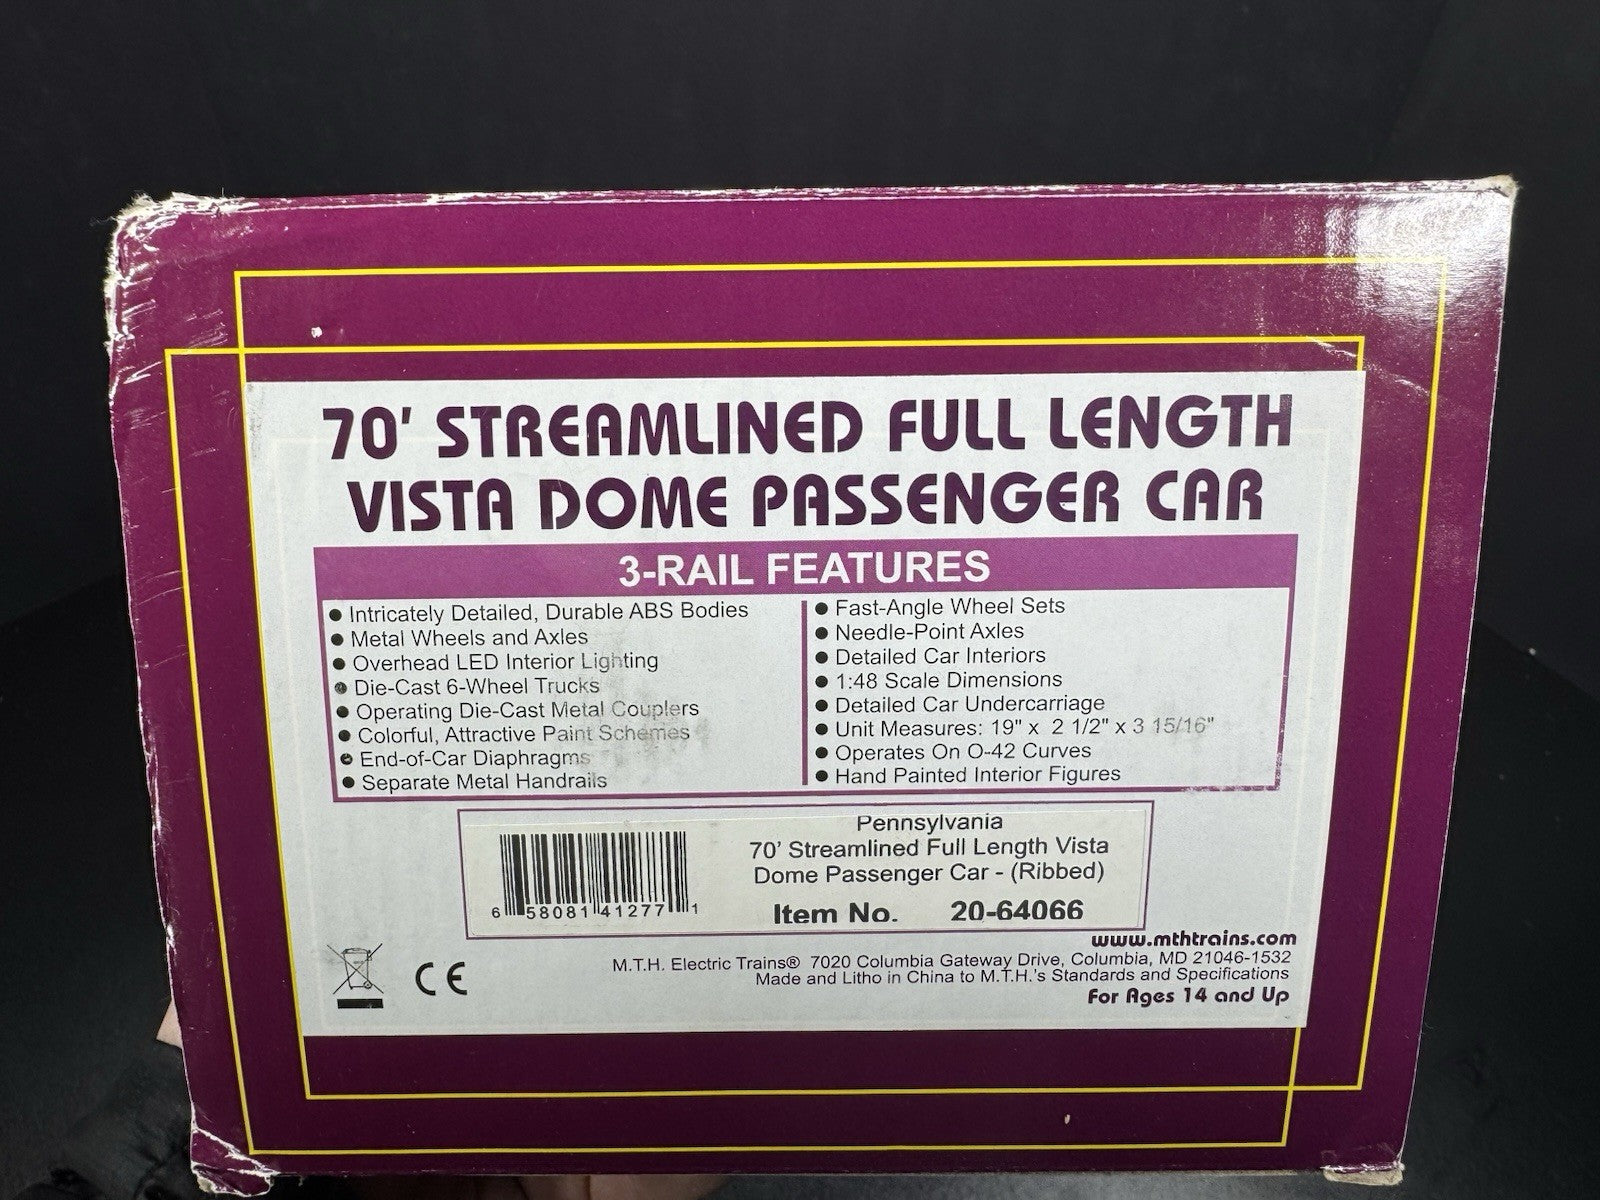 70' STREAMLINED FULL LENGTH
VISTA DOME PASSENGER CAR
3-RAIL FEATURES
● Intricately Detailed, Durable ABS Bodies
● Metal Wheels and Axles
● Overhead LED Interior Lighting
● Die-Cast 6-Wheel Trucks
● Operating Die-Cast Metal Couplers
● Colorful, Attractive Paint Schemes
● End-of-Car Diaphragms
● Separate Metal Handrails
● Fast-Angle Wheel Sets
● Needle-Point Axles
● Detailed Car Interiors
● 1:48 Scale Dimensions
● Detailed Car Undercarriage
● Unit Measures: 19" x 2 1/2" x 3 15/16"
● Operates On O-42 Curves
● Hand Painted Interior Figures
Pennsylvania
70' Streamlined Full Length Vista
Dome Passenger Car - (Ribbed)
Item No. 20-64066
6 58081 41277 1
www.mthtrains.com
M.T.H. Electric Trains® 7020 Columbia Gateway Drive, Columbia, MD 21046-1532
Made and Litho in China to M.T.H.'s Standards and Specifications
For Ages 14 and Up
CE